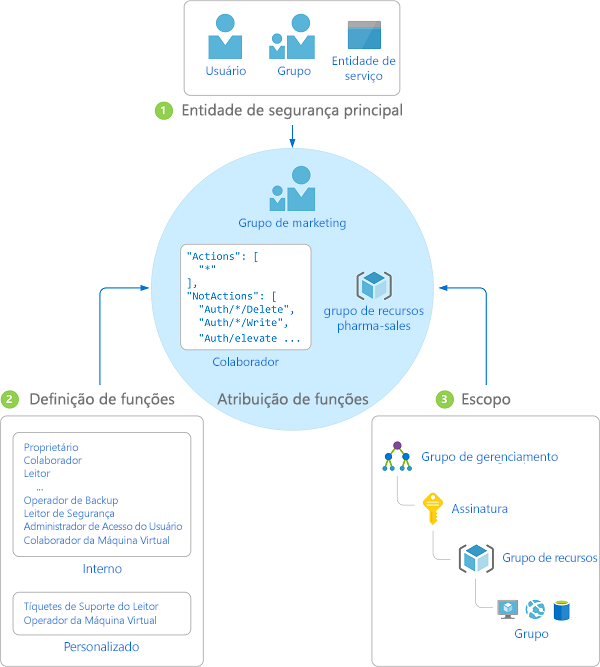 Usuário
Grupo
Entidade de
serviço
1 Entidade de segurança principal
Grupo de marketing
"Actions": [
"*"
],
"NotActions": [
"Auth/*/Delete",
"Auth/*/Write",
"Auth/elevate ...
Colaborador
grupo de recursos
pharma-sales
2 Definição de funções
Atribuição de funções
3 Escopo
Proprietário
Colaborador
Leitor
...
Operador de Backup
Leitor de Segurança
Administrador de Acesso do Usuário
Colaborador da Máquina Virtual
Interno
Tíquetes de Suporte do Leitor
Operador da Máquina Virtual
Personalizado
Grupo de gerenciamento
Assinatura
Grupo de recursos
Grupo